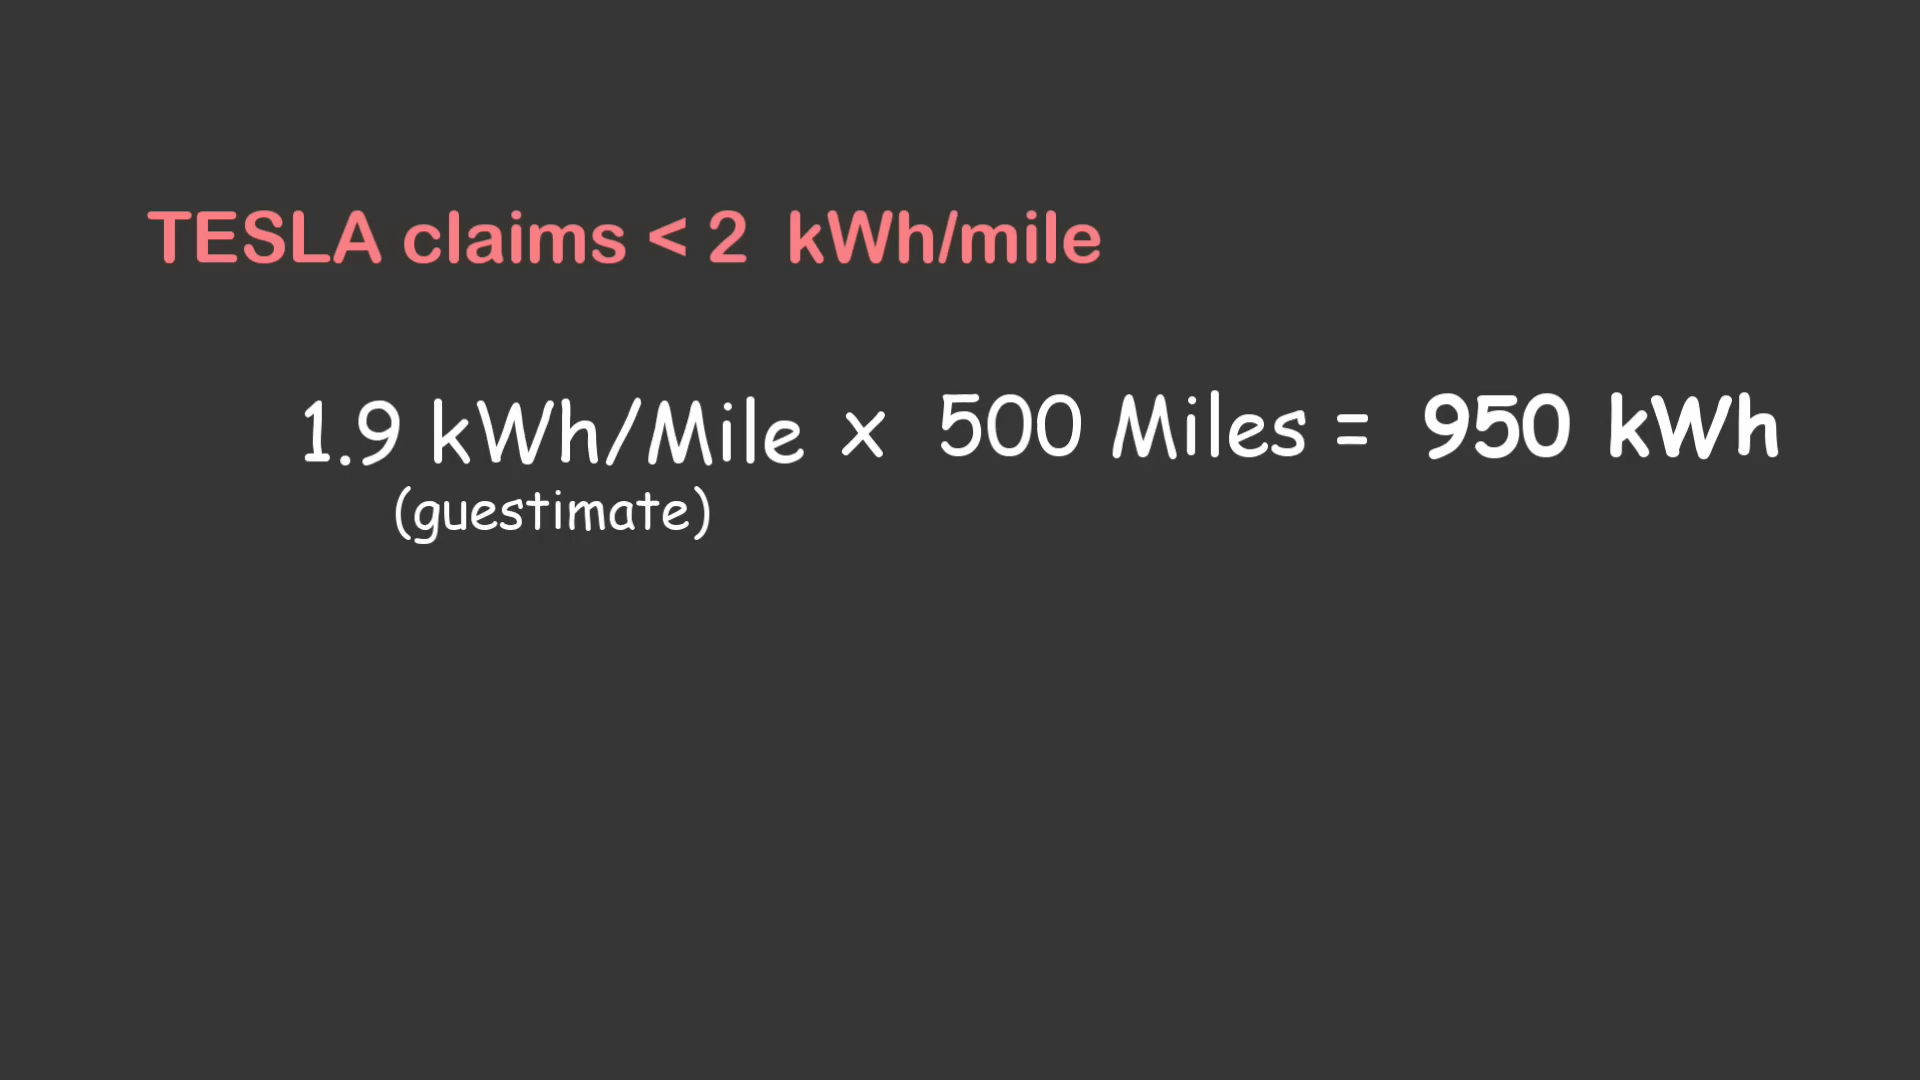 TESLA claims < 2 kWh/mile
1.9 kWh/Mile x 500 Miles = 950 kWh
(guestimate)